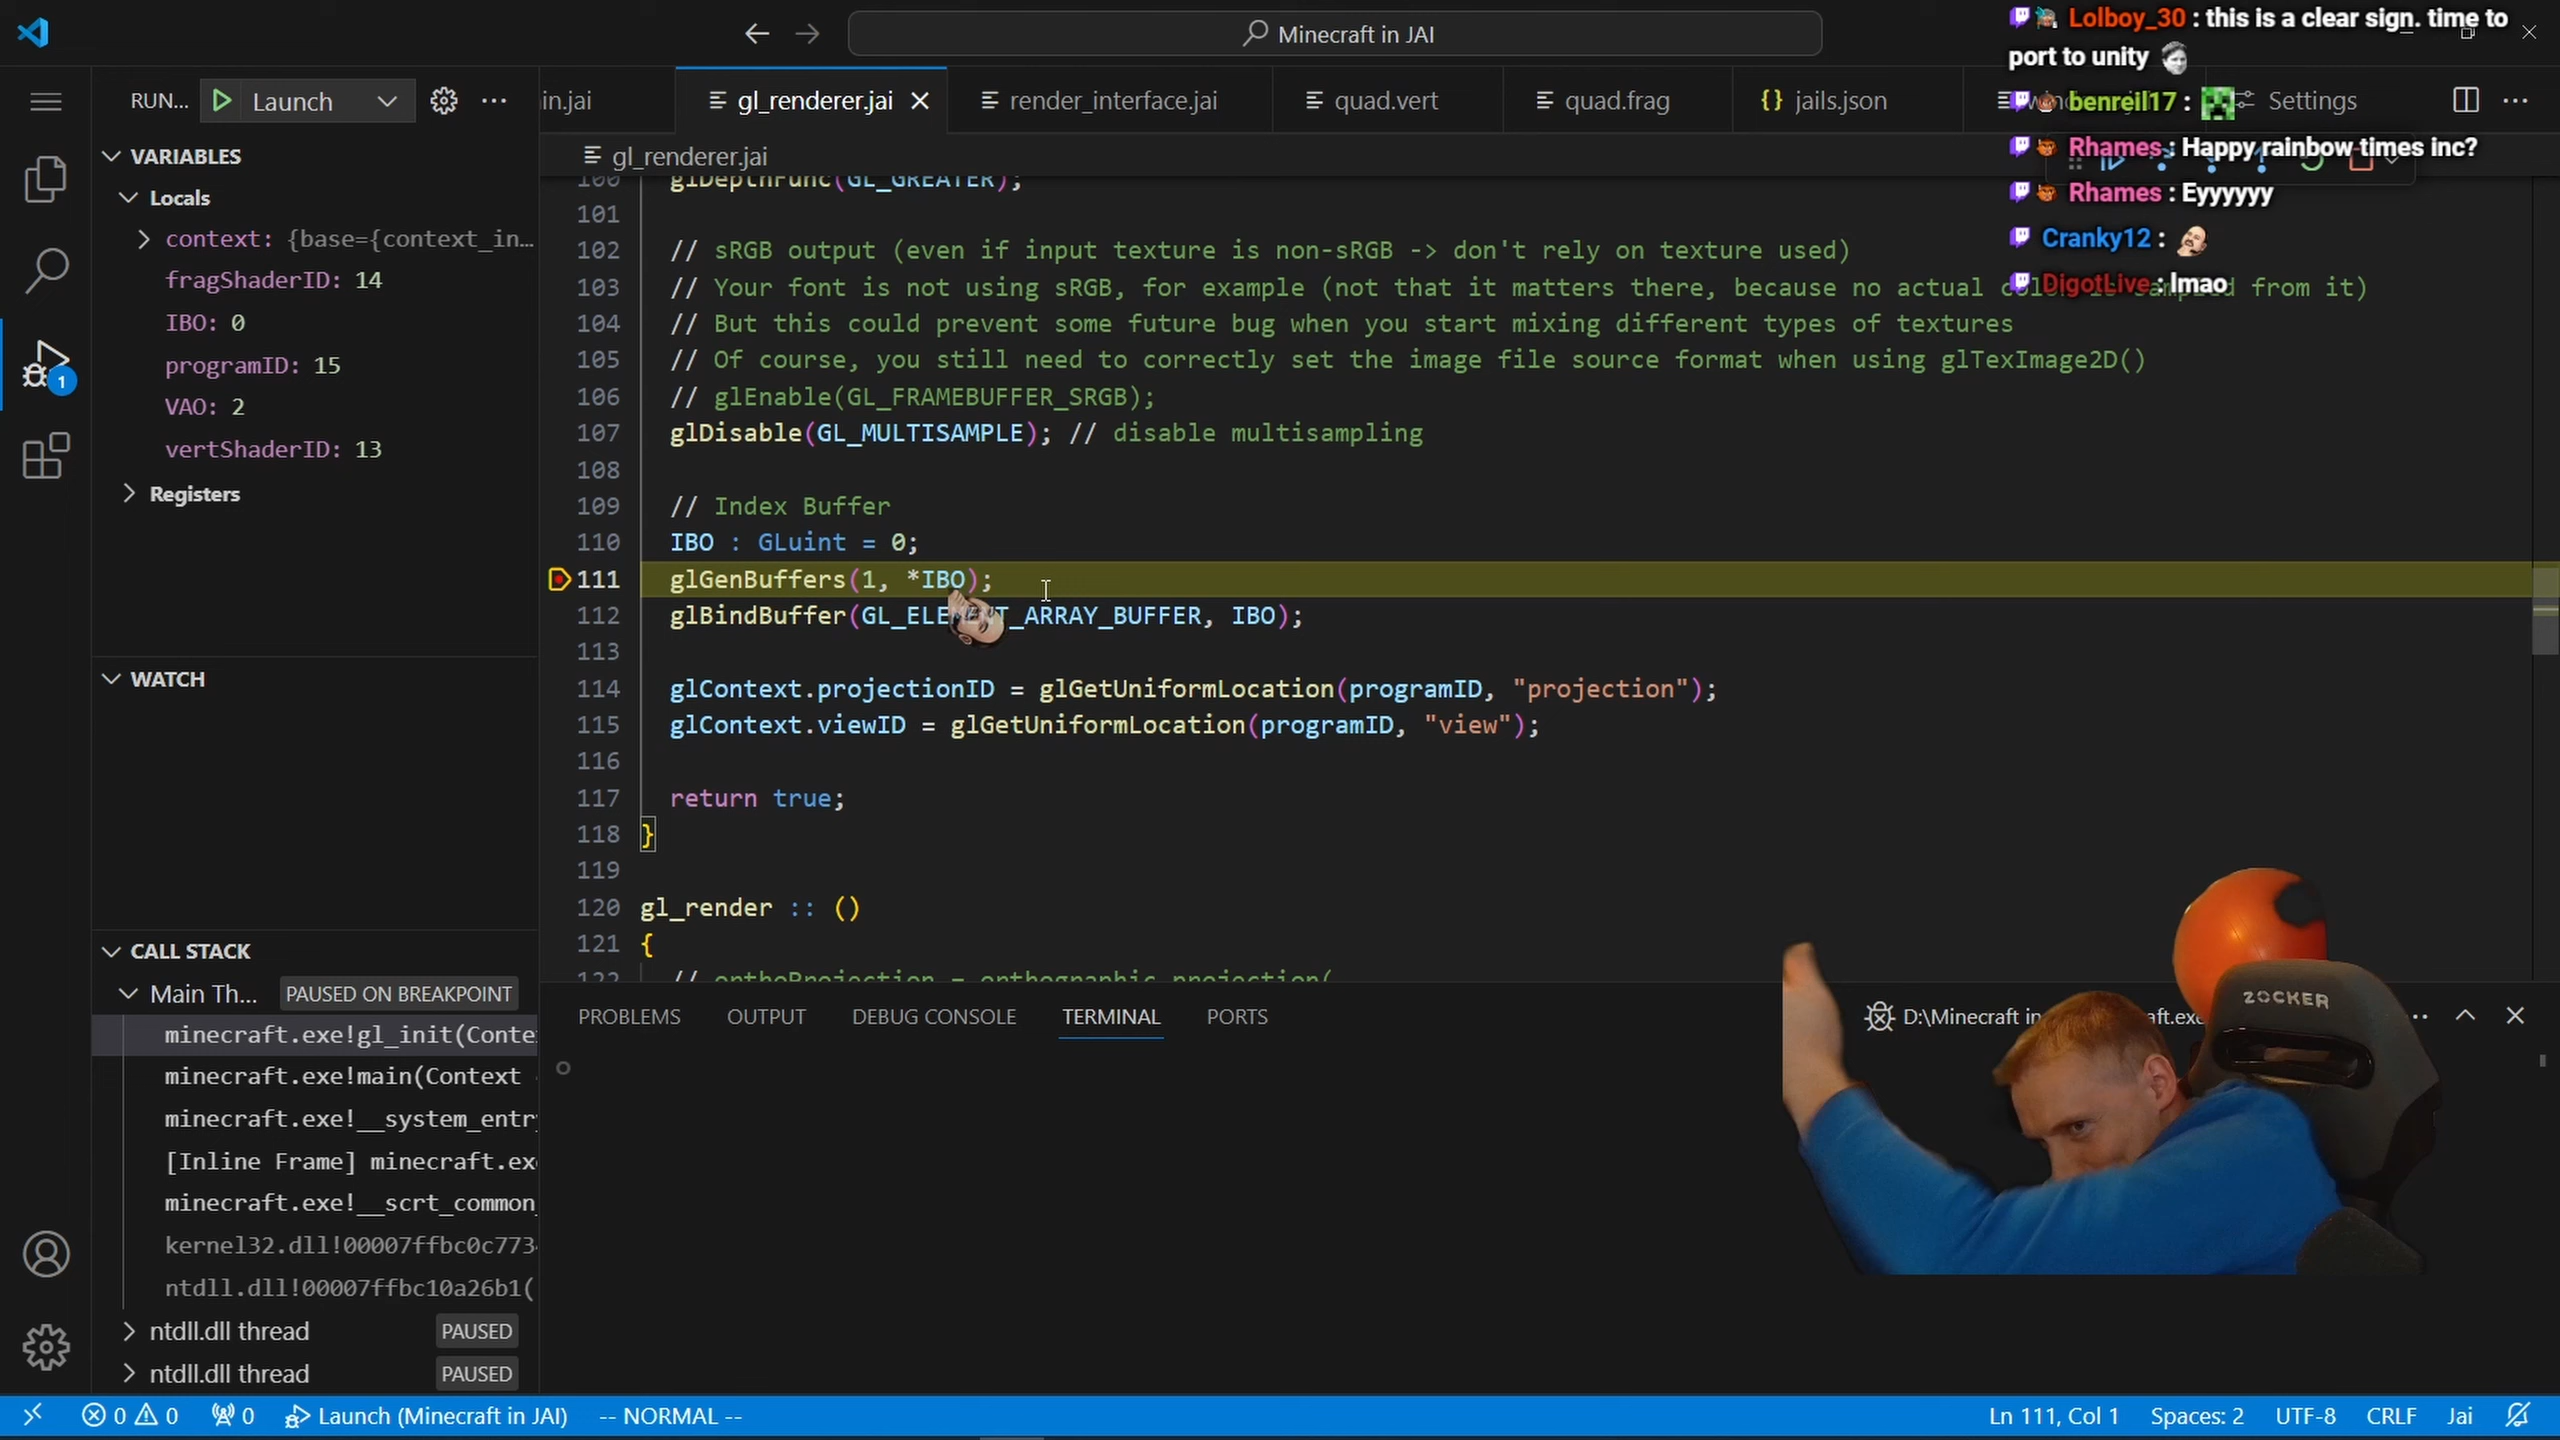 Minecraft in JAI
RUN... Launch
in.jai gl_renderer.jai render_interface.jai quad.vert quad.frag jails.json Settings
Lolboy_30 : this is a clear sign. time to
port to unity
benreil17 :
Rhames : Happy rainbow times inc?
Rhames : Eyyyyyy
Cranky12 :
DigotLive : lmao
gl_renderer.jai
VARIABLES
Locals
context: {base={context_in...
fragShaderID: 14
IBO: 0
programID: 15
VAO: 2
vertShaderID: 13
Registers
WATCH
CALL STACK
Main Th... PAUSED ON BREAKPOINT
minecraft.exe!gl_init(Conte
minecraft.exe!main(Context
minecraft.exe!__system_entry
[Inline Frame] minecraft.exe
minecraft.exe!__scrt_common_
kernel32.dll!00007ffbc0c773
ntdll.dll!00007ffbc10a26b1(
ntdll.dll thread PAUSED
ntdll.dll thread PAUSED
100 glDepthFunc(GL_GREATER);
101
102 // sRGB output (even if input texture is non-sRGB -> don't rely on texture used)
103 // Your font is not using sRGB, for example (not that it matters there, because no actual from it)
104 // But this could prevent some future bug when you start mixing different types of textures
105 // Of course, you still need to correctly set the image file source format when using glTexImage2D()
106 // glEnable(GL_FRAMEBUFFER_SRGB);
107 glDisable(GL_MULTISAMPLE); // disable multisampling
108
109 // Index Buffer
110 IBO : GLuint = 0;
111 glGenBuffers(1, *IBO);
112 glBindBuffer(GL_ELEMENT_ARRAY_BUFFER, IBO);
113
114 glContext.projectionID = glGetUniformLocation(programID, "projection");
115 glContext.viewID = glGetUniformLocation(programID, "view");
116
117 return true;
118 }
119
120 gl_render :: ()
121 {
122 // orthoProjection = orthographic_projection(
PROBLEMS OUTPUT DEBUG CONSOLE TERMINAL PORTS
D:\Minecraft in aft.exe
ZOCKER
0 0 0 Launch (Minecraft in JAI) -- NORMAL --
Ln 111, Col 1 Spaces: 2 UTF-8 CRLF Jai